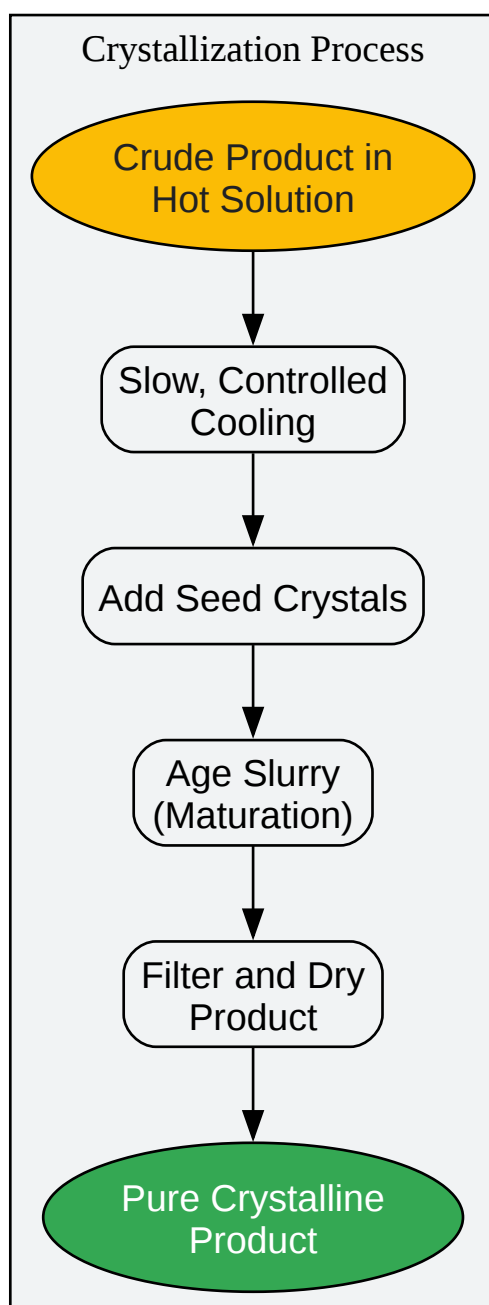 Crystallization Process
Crude Product in
Hot Solution
Slow, Controlled
Cooling
Add Seed Crystals
Age Slurry
(Maturation)
Filter and Dry
Product
Pure Crystalline
Product